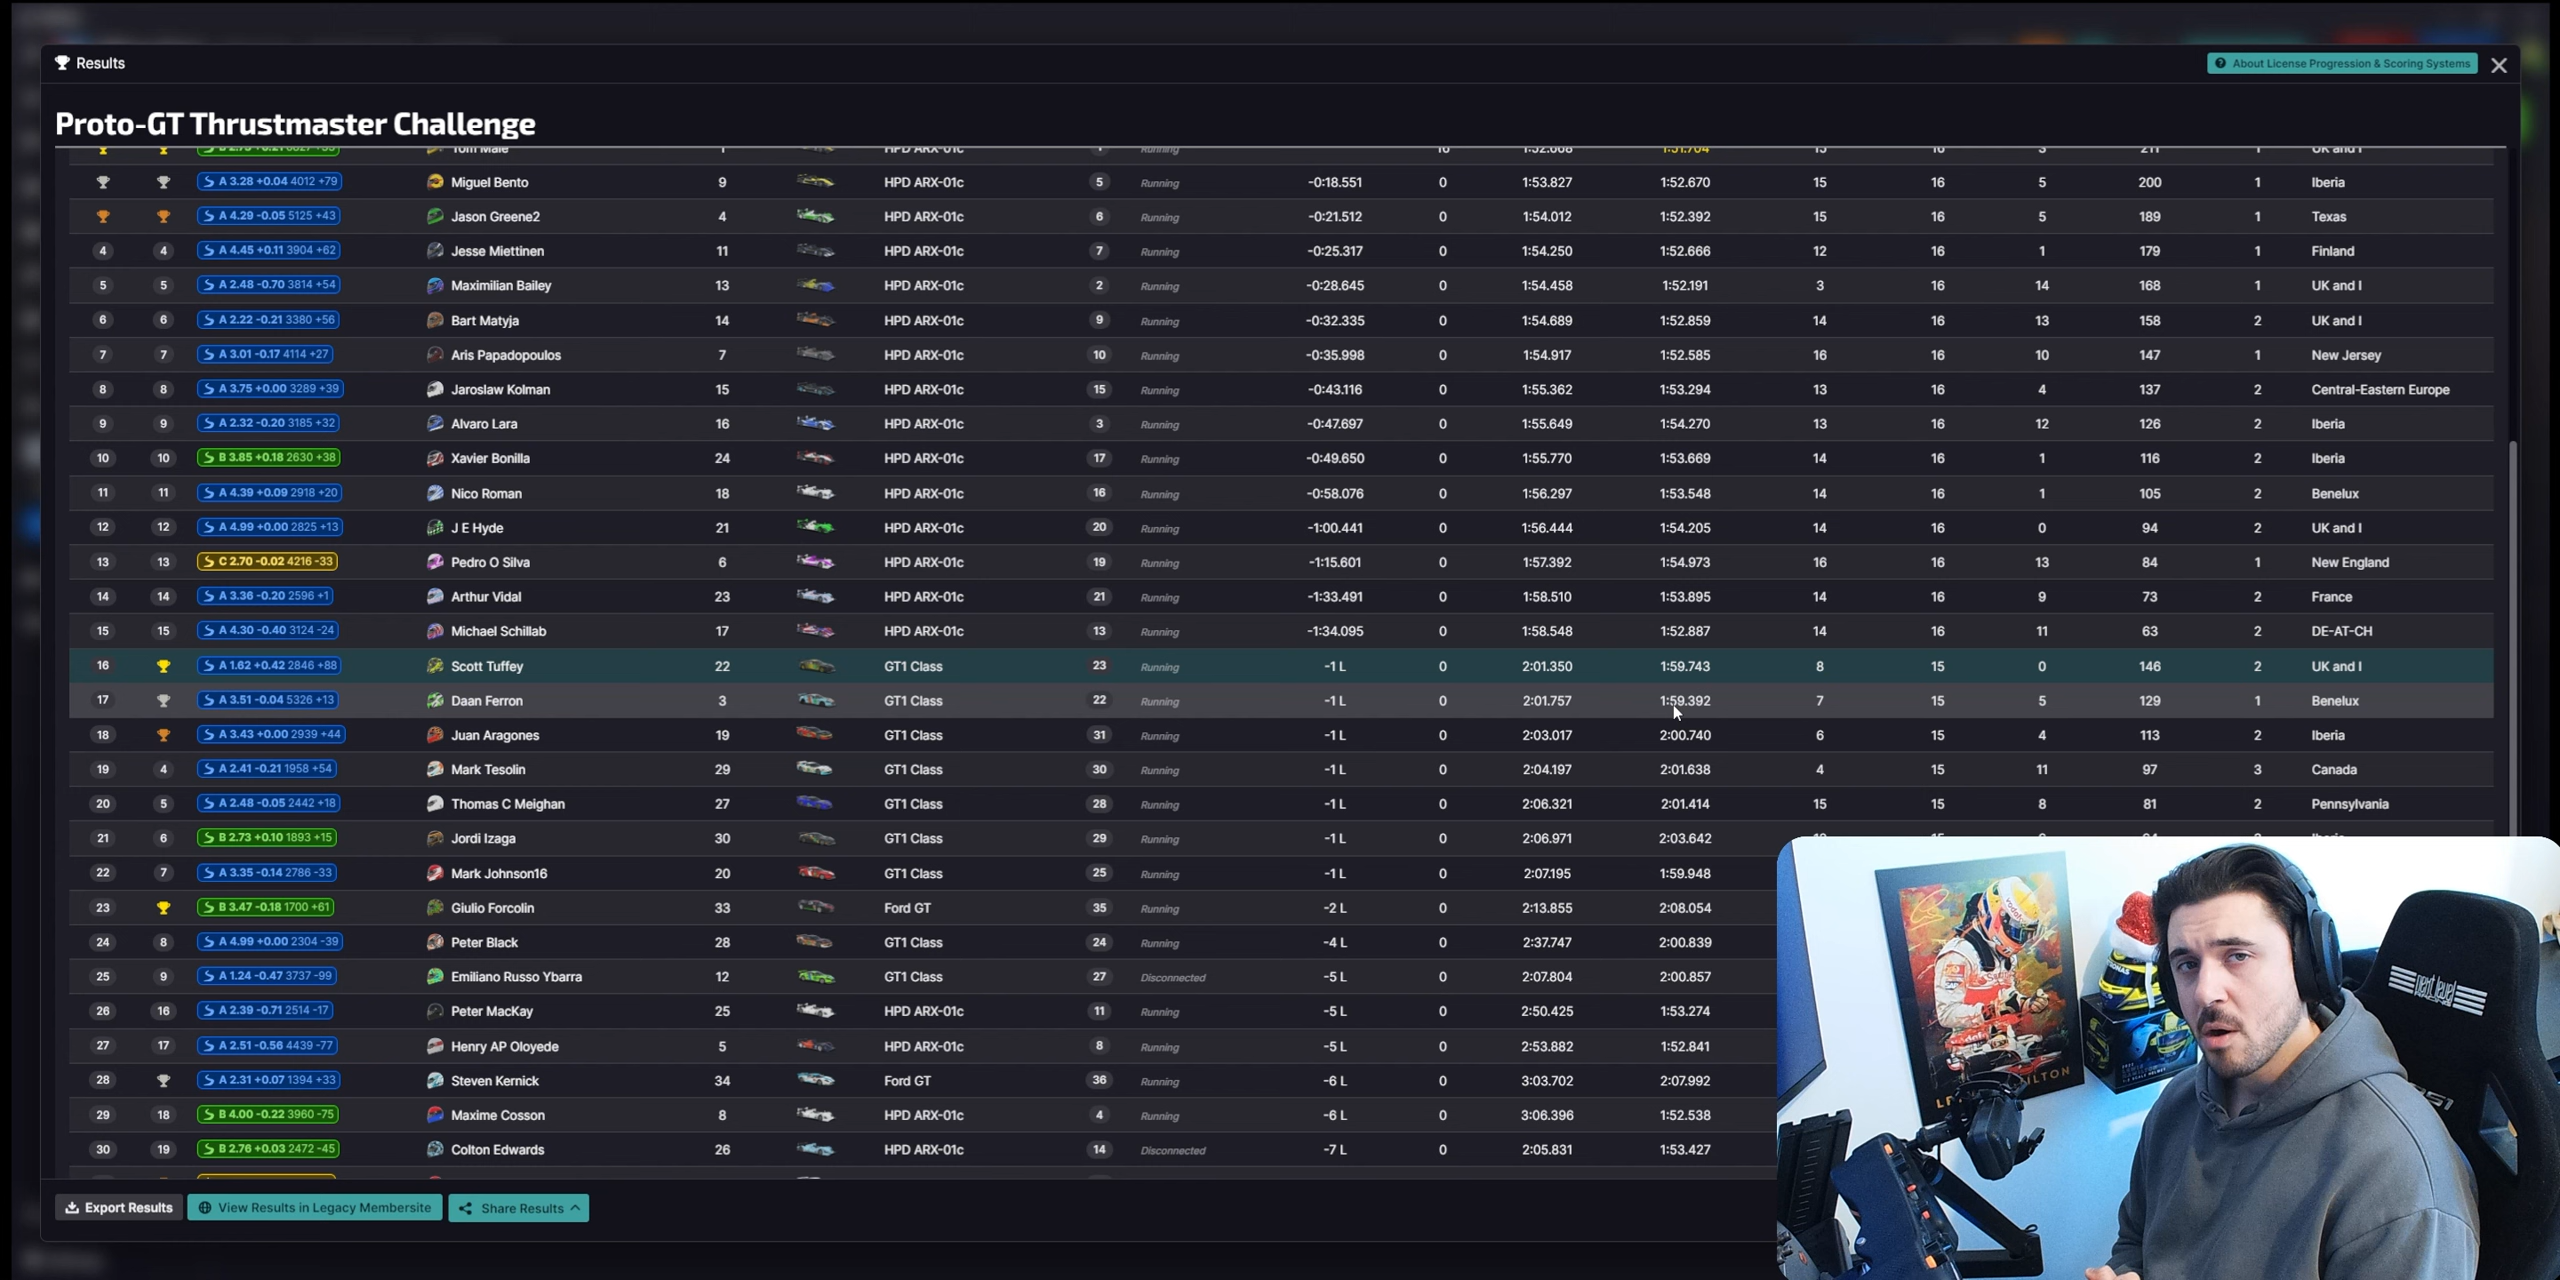 Results
About License Progression & Scoring Systems
Proto-GT Thrustmaster Challenge
Tom Male 1 HPD ARX-01c Running 1:51.704 3 211 1 UK and I
A 3.28 +0.04 4012 +79 Miguel Bento 9 HPD ARX-01c 5 Running -0:18.551 0 1:53.827 1:52.670 15 16 5 200 1 Iberia
A 4.29 -0.05 5125 +43 Jason Greene2 4 HPD ARX-01c 6 Running -0:21.512 0 1:54.012 1:52.392 15 16 5 189 1 Texas
4 4 A 4.45 +0.11 3904 +62 Jesse Miettinen 11 HPD ARX-01c 7 Running -0:25.317 0 1:54.250 1:52.666 12 16 1 179 1 Finland
5 5 A 2.48 -0.70 3814 +54 Maximilian Bailey 13 HPD ARX-01c 2 Running -0:28.645 0 1:54.458 1:52.191 3 16 14 168 1 UK and I
6 6 A 2.22 -0.21 3380 +56 Bart Matyja 14 HPD ARX-01c 9 Running -0:32.335 0 1:54.689 1:52.859 14 16 13 158 2 UK and I
7 7 A 3.01 -0.17 4114 +27 Aris Papadopoulos 7 HPD ARX-01c 10 Running -0:35.998 0 1:54.917 1:52.585 16 16 10 147 1 New Jersey
8 8 A 3.75 +0.00 3289 +39 Jaroslaw Kolman 15 HPD ARX-01c 15 Running -0:43.116 0 1:55.362 1:53.294 13 16 4 137 2 Central-Eastern Europe
9 9 A 2.32 -0.20 3185 +32 Alvaro Lara 16 HPD ARX-01c 3 Running -0:47.697 0 1:55.649 1:54.270 13 16 12 126 2 Iberia
10 10 B 3.85 +0.18 2630 +38 Xavier Bonilla 24 HPD ARX-01c 17 Running -0:49.650 0 1:55.770 1:53.669 14 16 1 116 2 Iberia
11 11 A 4.39 +0.09 2918 +20 Nico Roman 18 HPD ARX-01c 16 Running -0:58.076 0 1:56.297 1:53.548 14 16 1 105 2 Benelux
12 12 A 4.99 +0.00 2825 +13 J E Hyde 21 HPD ARX-01c 20 Running -1:00.441 0 1:56.444 1:54.205 14 16 0 94 2 UK and I
13 13 C 2.70 -0.02 4216 -33 Pedro O Silva 6 HPD ARX-01c 19 Running -1:15.601 0 1:57.392 1:54.973 16 16 13 84 1 New England
14 14 A 3.36 -0.20 2596 +1 Arthur Vidal 23 HPD ARX-01c 21 Running -1:33.491 0 1:58.510 1:53.895 14 16 9 73 2 France
15 15 A 4.30 -0.40 3124 -24 Michael Schillab 17 HPD ARX-01c 13 Running -1:34.095 0 1:58.548 1:52.887 14 16 11 63 2 DE-AT-CH
16 A 1.62 +0.42 2846 +88 Scott Tuffey 22 GT1 Class 23 Running -1 L 0 2:01.350 1:59.743 8 15 0 146 2 UK and I
17 A 3.51 -0.04 5326 +13 Daan Ferron 3 GT1 Class 22 Running -1 L 0 2:01.757 1:59.392 7 15 5 129 1 Benelux
18 A 3.43 +0.00 2939 +44 Juan Aragones 19 GT1 Class 31 Running -1 L 0 2:03.017 2:00.740 6 15 4 113 2 Iberia
19 4 A 2.41 -0.21 1958 +54 Mark Tesolin 29 GT1 Class 30 Running -1 L 0 2:04.197 2:01.638 4 15 11 97 3 Canada
20 5 A 2.48 -0.05 2442 +18 Thomas C Meighan 27 GT1 Class 28 Running -1 L 0 2:06.321 2:01.414 15 15 8 81 2 Pennsylvania
21 6 B 2.73 +0.10 1893 +15 Jordi Izaga 30 GT1 Class 29 Running -1 L 0 2:06.971 2:03.642
22 7 A 3.35 -0.14 2786 -33 Mark Johnson16 20 GT1 Class 25 Running -1 L 0 2:07.195 1:59.948
23 B 3.47 -0.18 1700 +61 Giulio Forcolin 33 Ford GT 35 Running -2 L 0 2:13.855 2:08.054
24 8 A 4.99 +0.00 2304 -39 Peter Black 28 GT1 Class 24 Running -4 L 0 2:37.747 2:00.839
25 9 A 1.24 -0.47 3737 -99 Emiliano Russo Ybarra 12 GT1 Class 27 Disconnected -5 L 0 2:07.804 2:00.857
26 16 A 2.39 -0.71 2514 -17 Peter MacKay 25 HPD ARX-01c 11 Running -5 L 0 2:50.425 1:53.274
27 17 A 2.51 -0.56 4439 -77 Henry AP Oloyede 5 HPD ARX-01c 8 Running -5 L 0 2:53.882 1:52.841
28 A 2.31 +0.07 1394 +33 Steven Kernick 34 Ford GT 36 Running -6 L 0 3:03.702 2:07.992
29 18 B 4.00 -0.22 3960 -75 Maxime Cosson 8 HPD ARX-01c 4 Running -6 L 0 3:06.396 1:52.538
30 19 B 2.76 +0.03 2472 -45 Colton Edwards 26 HPD ARX-01c 14 Disconnected -7 L 0 2:05.831 1:53.427
Export Results
View Results in Legacy Membersite
Share Results
next level